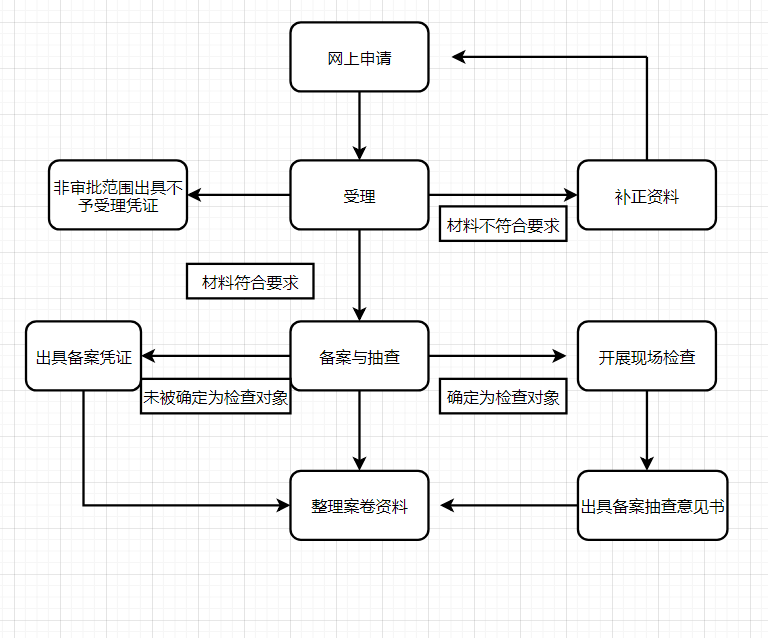 网上申请
非审批范围出具不
予受理凭证
受理
补正资料
材料不符合要求
材料符合要求
出具备案凭证
备案与抽查
开展现场检查
未被确定为检查对象
确定为检查对象
整理案卷资料
出具备案抽查意见书